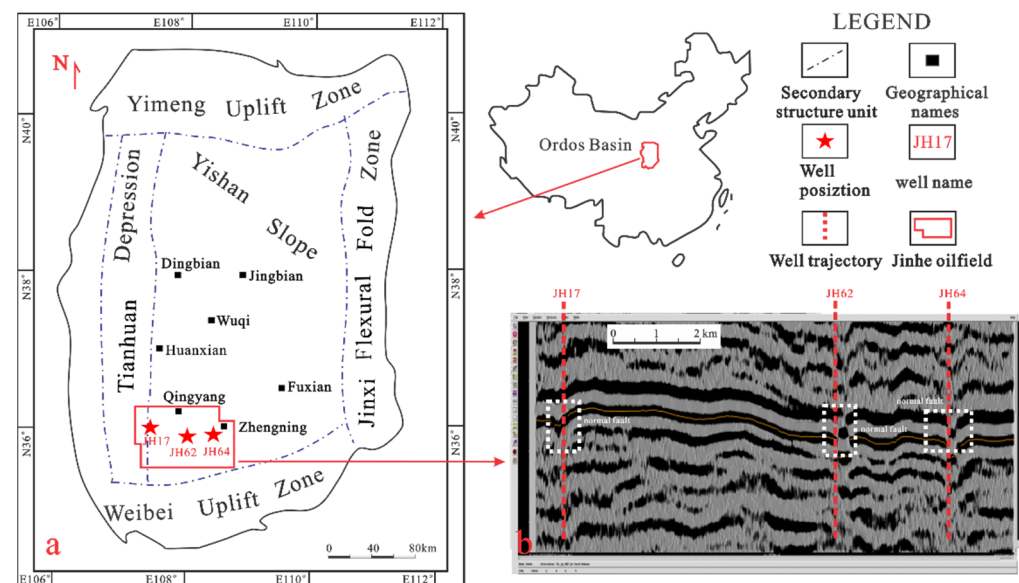 E106°
E108°
E110°
E112°
N
Yimeng Uplift Zone
N40°
N40°
Yishan
Slope
Depression
Tianhuan
Zone
Fold
Flexural
Jinxi
Dingbian
Jingbian
N38°
N38°
Wuqi
Huanxian
Fuxian
Qingyang
Zhengning
JH17
JH62
JH64
N36°
N36°
Weibei Uplift Zone
a
0 40 80km
E106°
E108°
E110°
E112°
Ordos Basin
LEGEND
Secondary
structure unit
Geographical
names
Well
posiztion
JH17
well name
Well trajectory
Jinhe oilfield
JH17
JH62
JH64
0 1 2 km
normal fault
normal fault
normal fault
b